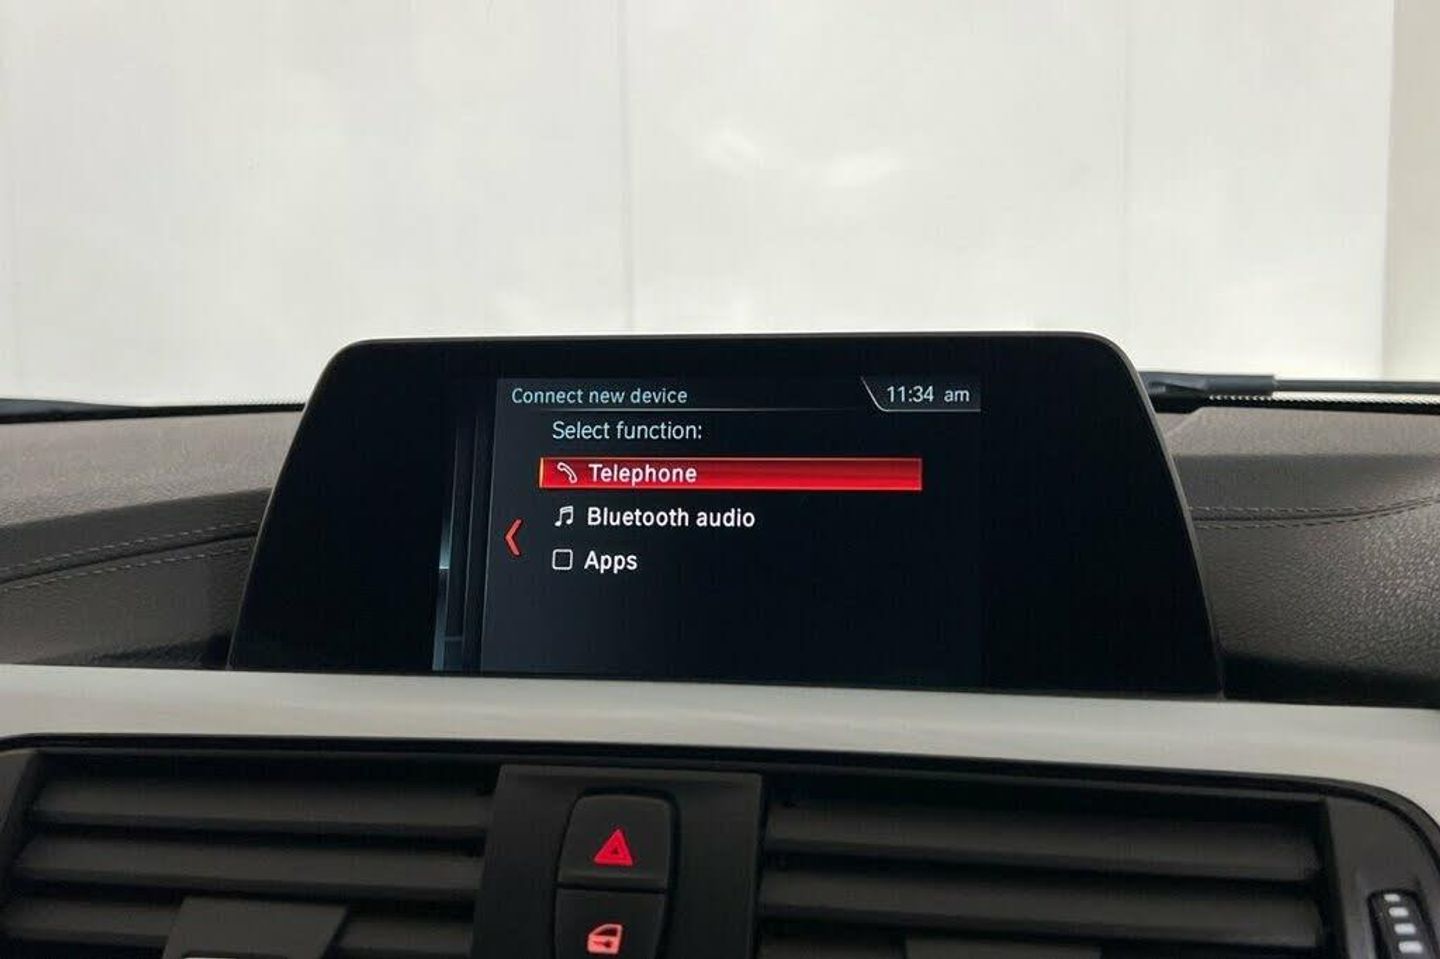 Connect new device
11:34 am
Select function:
Telephone
Bluetooth audio
Apps